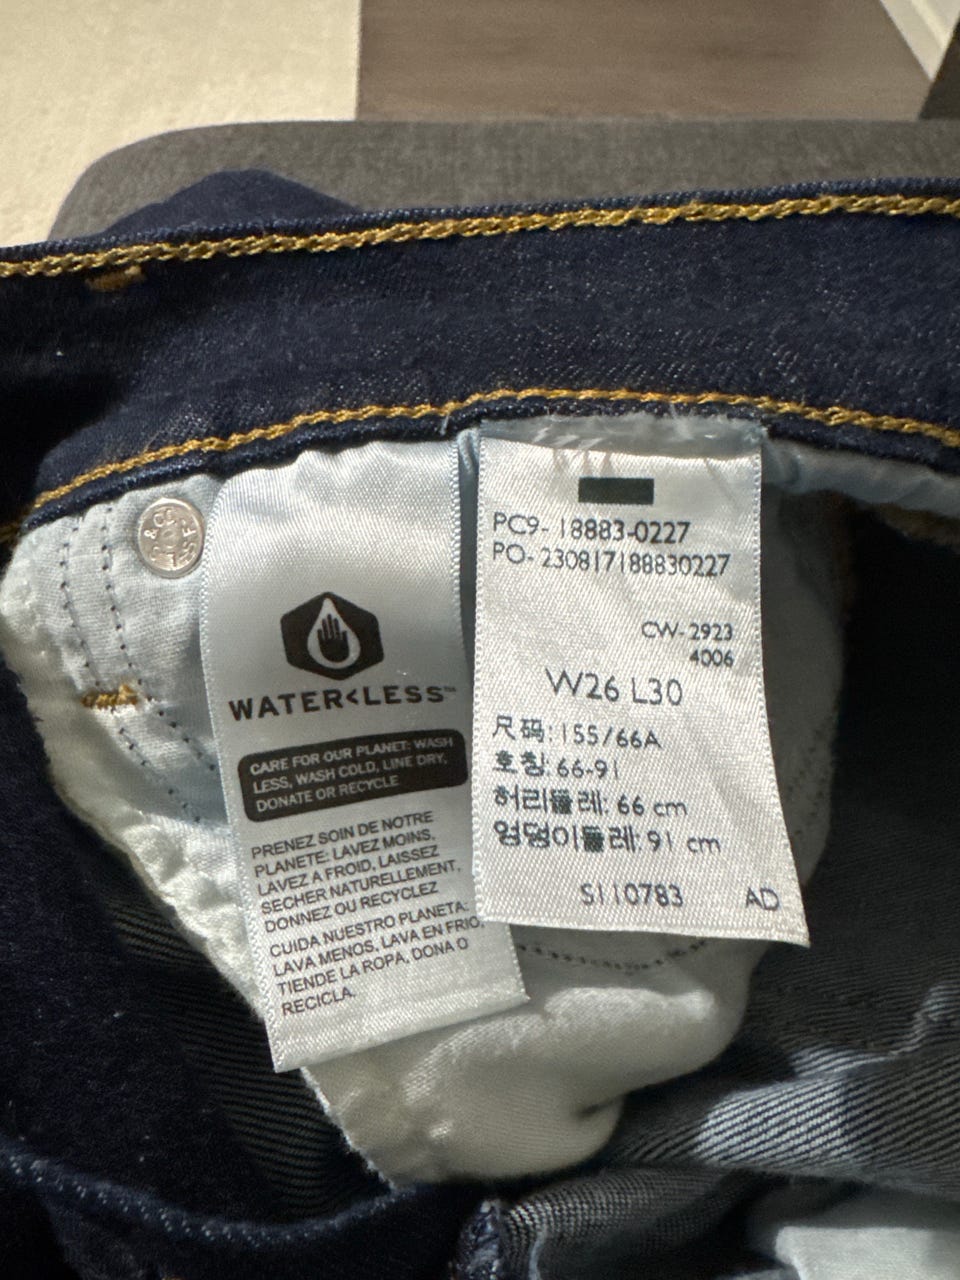 WATER<LESS™
CARE FOR OUR PLANET: WASH
LESS, WASH COLD, LINE DRY,
DONATE OR RECYCLE
PRENEZ SOIN DE NOTRE
PLANETE: LAVEZ MOINS,
LAVEZ A FROID, LAISSEZ
SECHER NATURELLEMENT,
DONNEZ OU RECYCLEZ
CUIDA NUESTRO PLANETA:
LAVA MENOS, LAVA EN FRIO,
TIENDE LA ROPA, DONA O
RECICLA.
PC9- 18883-0227
PO- 230817188830227
CW-2923
4006
W26 L30
尺码: 155/66A
호칭: 66-91
허리둘레: 66 cm
엉덩이둘레: 91 cm
S110783 AD